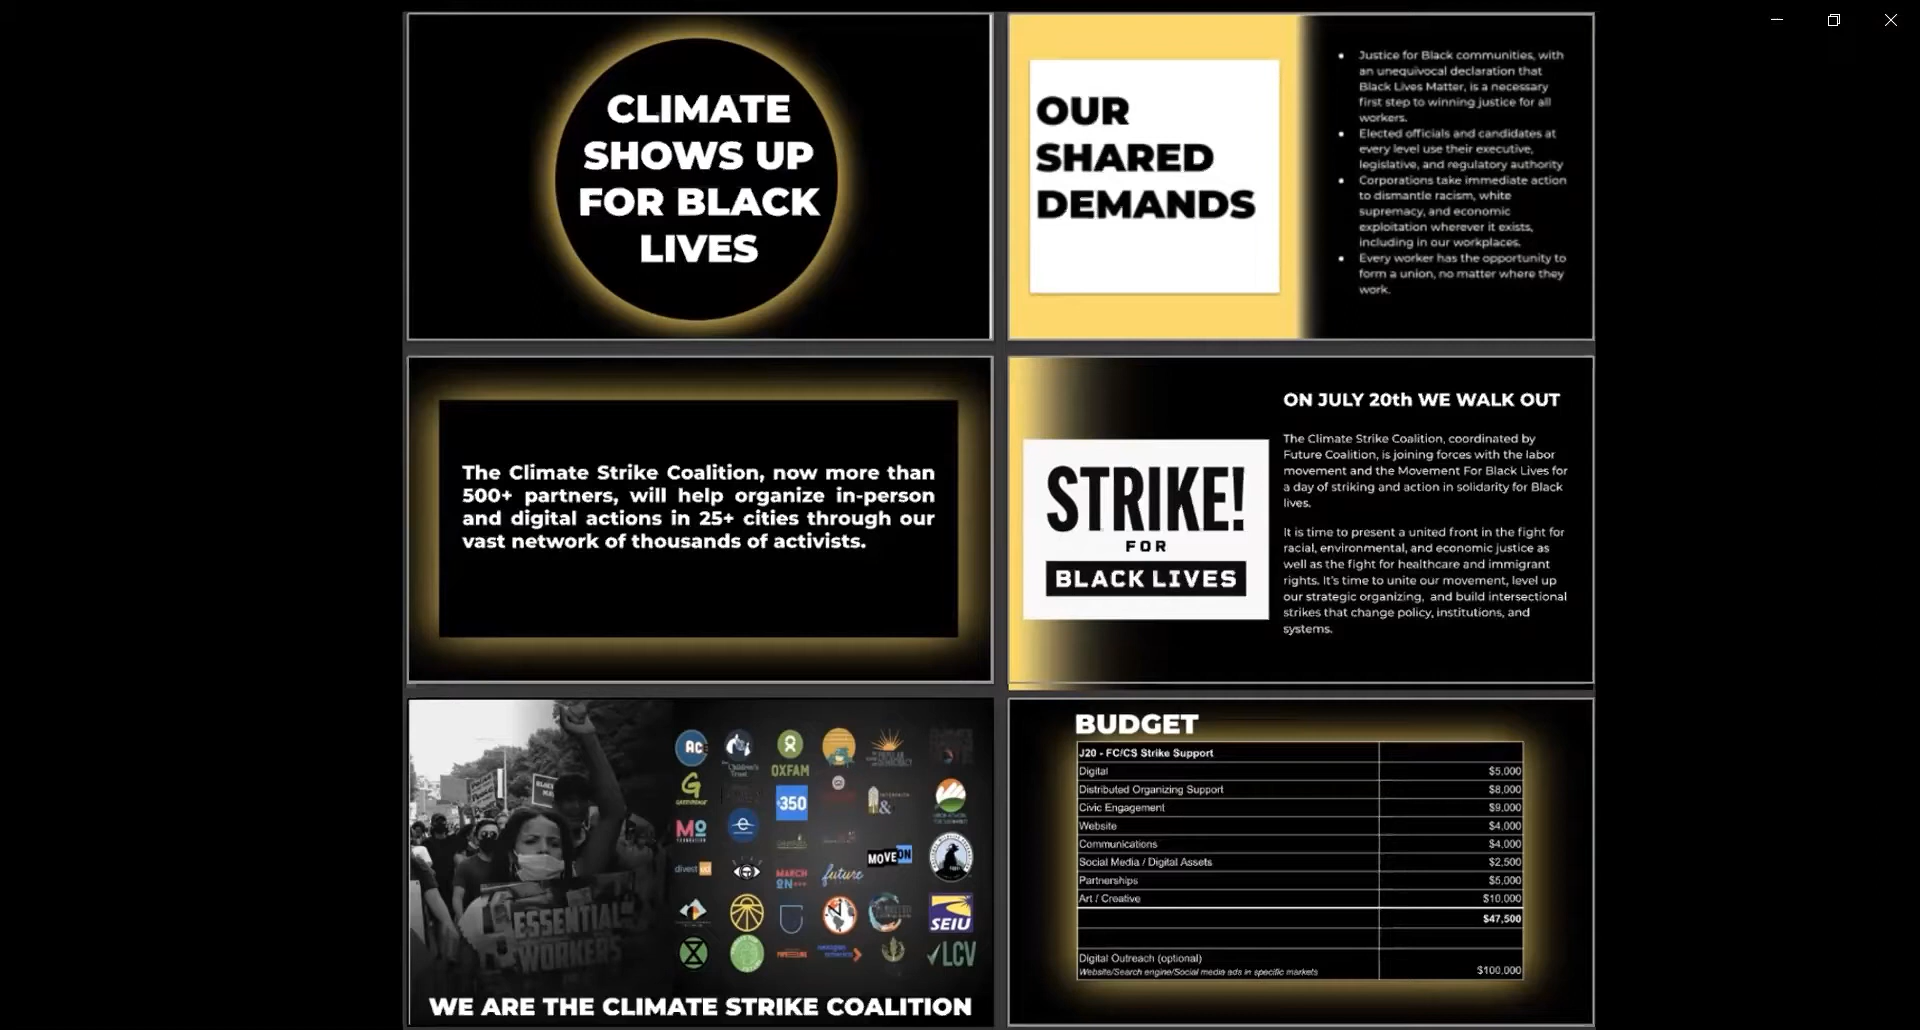 CLIMATE
SHOWS UP
FOR BLACK
LIVES
OUR
SHARED
DEMANDS
• Justice for Black communities, with
an unequivocal declaration that
Black Lives Matter, is a necessary
first step to winning justice for all
workers.
• Elected officials and candidates at
every level use their executive,
legislative, and regulatory authority
• Corporations take immediate action
to dismantle racism, white
supremacy, and economic
exploitation wherever it exists,
including in our workplaces.
• Every worker has the opportunity to
form a union, no matter where they
work.
The Climate Strike Coalition, now more than
500+ partners, will help organize in-person
and digital actions in 25+ cities through our
vast network of thousands of activists.
STRIKE!
FOR
BLACK LIVES
ON JULY 20th WE WALK OUT
The Climate Strike Coalition, coordinated by
Future Coalition, is joining forces with the labor
movement and the Movement For Black Lives for
a day of striking and action in solidarity for Black
lives.
It is time to present a united front in the fight for
racial, environmental, and economic justice as
well as the fight for healthcare and immigrant
rights. It's time to unite our movement, level up
our strategic organizing, and build intersectional
strikes that change policy, institutions, and
systems.
ESSENTIAL
WORKERS
OXFAM
GREENPEACE
350
MOVE ON
divest
MARCH
ON
future
SEIU
LCV
WE ARE THE CLIMATE STRIKE COALITION
BUDGET
J20 - FC/CS Strike Support
Digital $5,000
Distributed Organizing Support $8,000
Civic Engagement $9,000
Website $4,000
Communications $4,000
Social Media / Digital Assets $2,500
Partnerships $5,000
Art / Creative $10,000
$47,500
Digital Outreach (optional)
Website/Search engine/Social media ads in specific markets $100,000